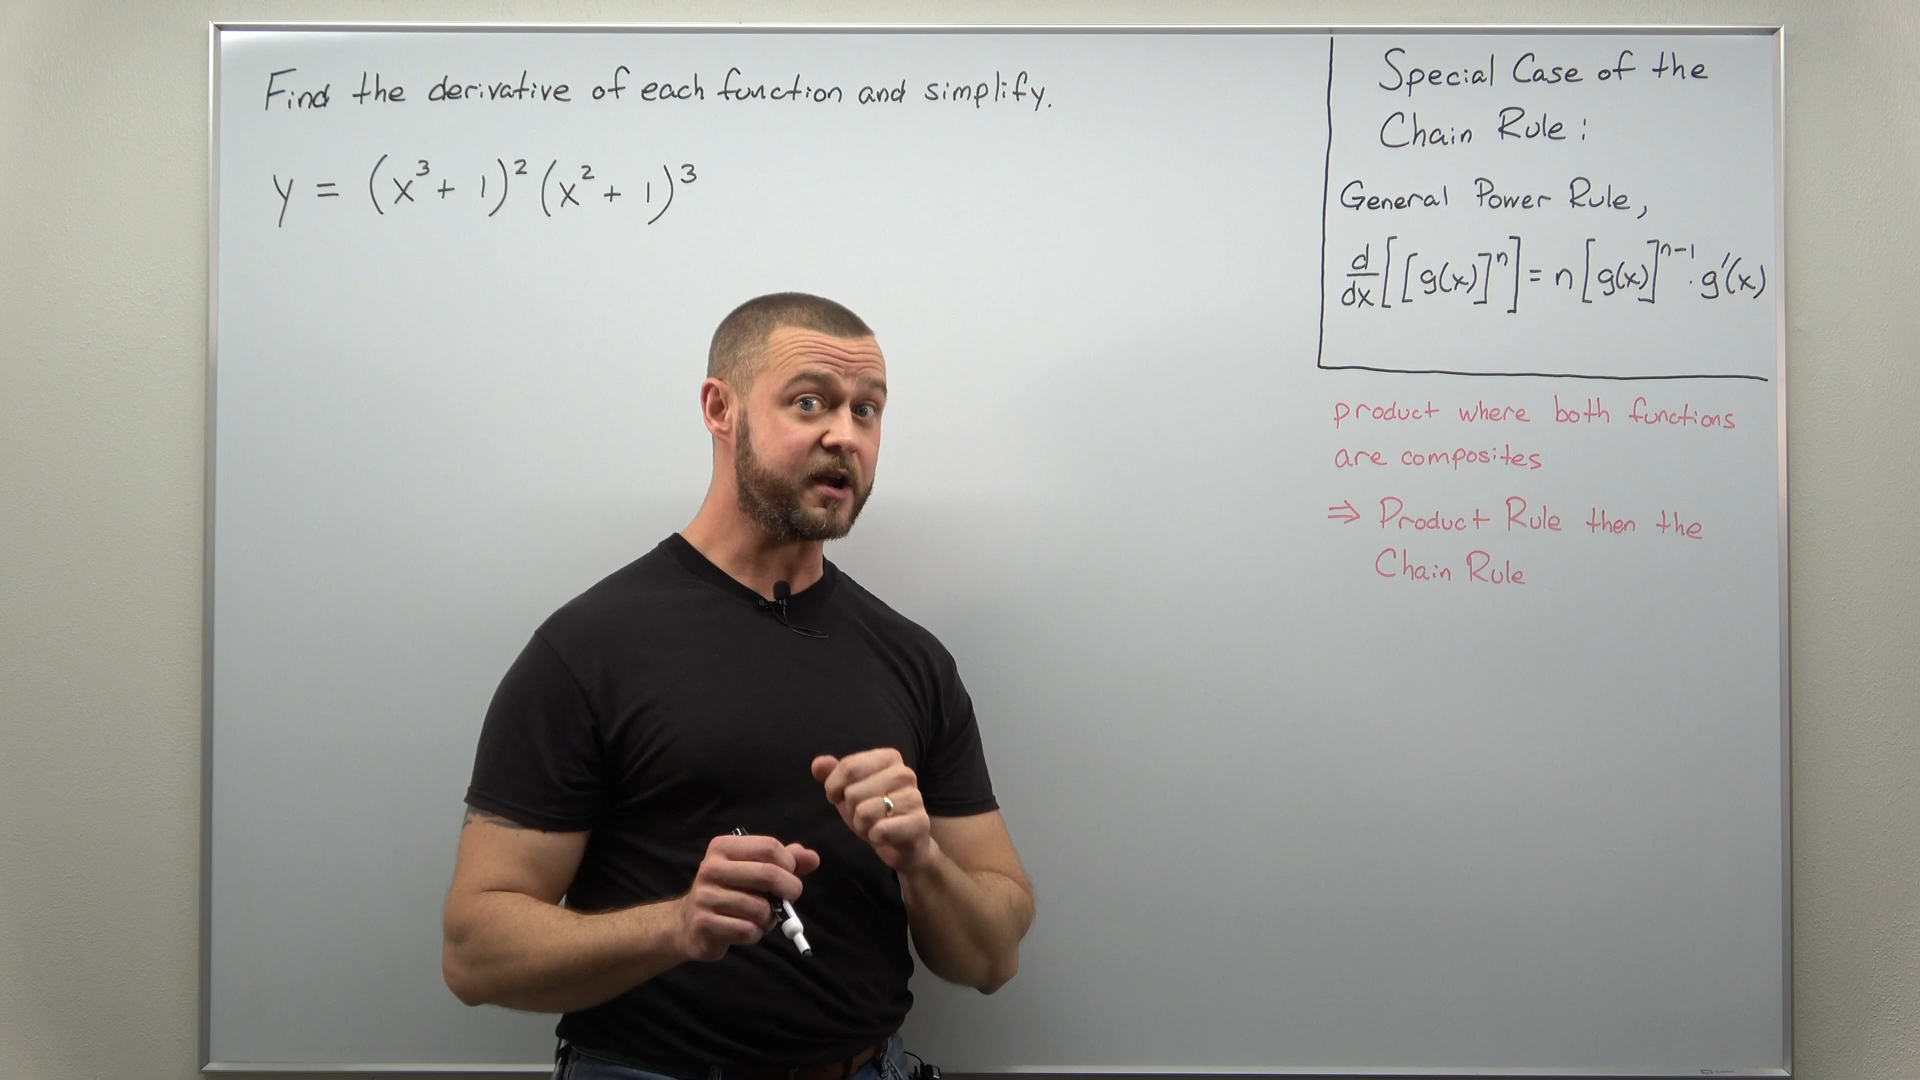 Find the derivative of each function and simplify.
y = (x³ + 1)² (x² + 1)³
Special Case of the
Chain Rule:
General Power Rule,
d/dx [[g(x)]ⁿ] = n [g(x)]ⁿ⁻¹ · g'(x)
product where both functions
are composites
⇒ Product Rule then the
Chain Rule